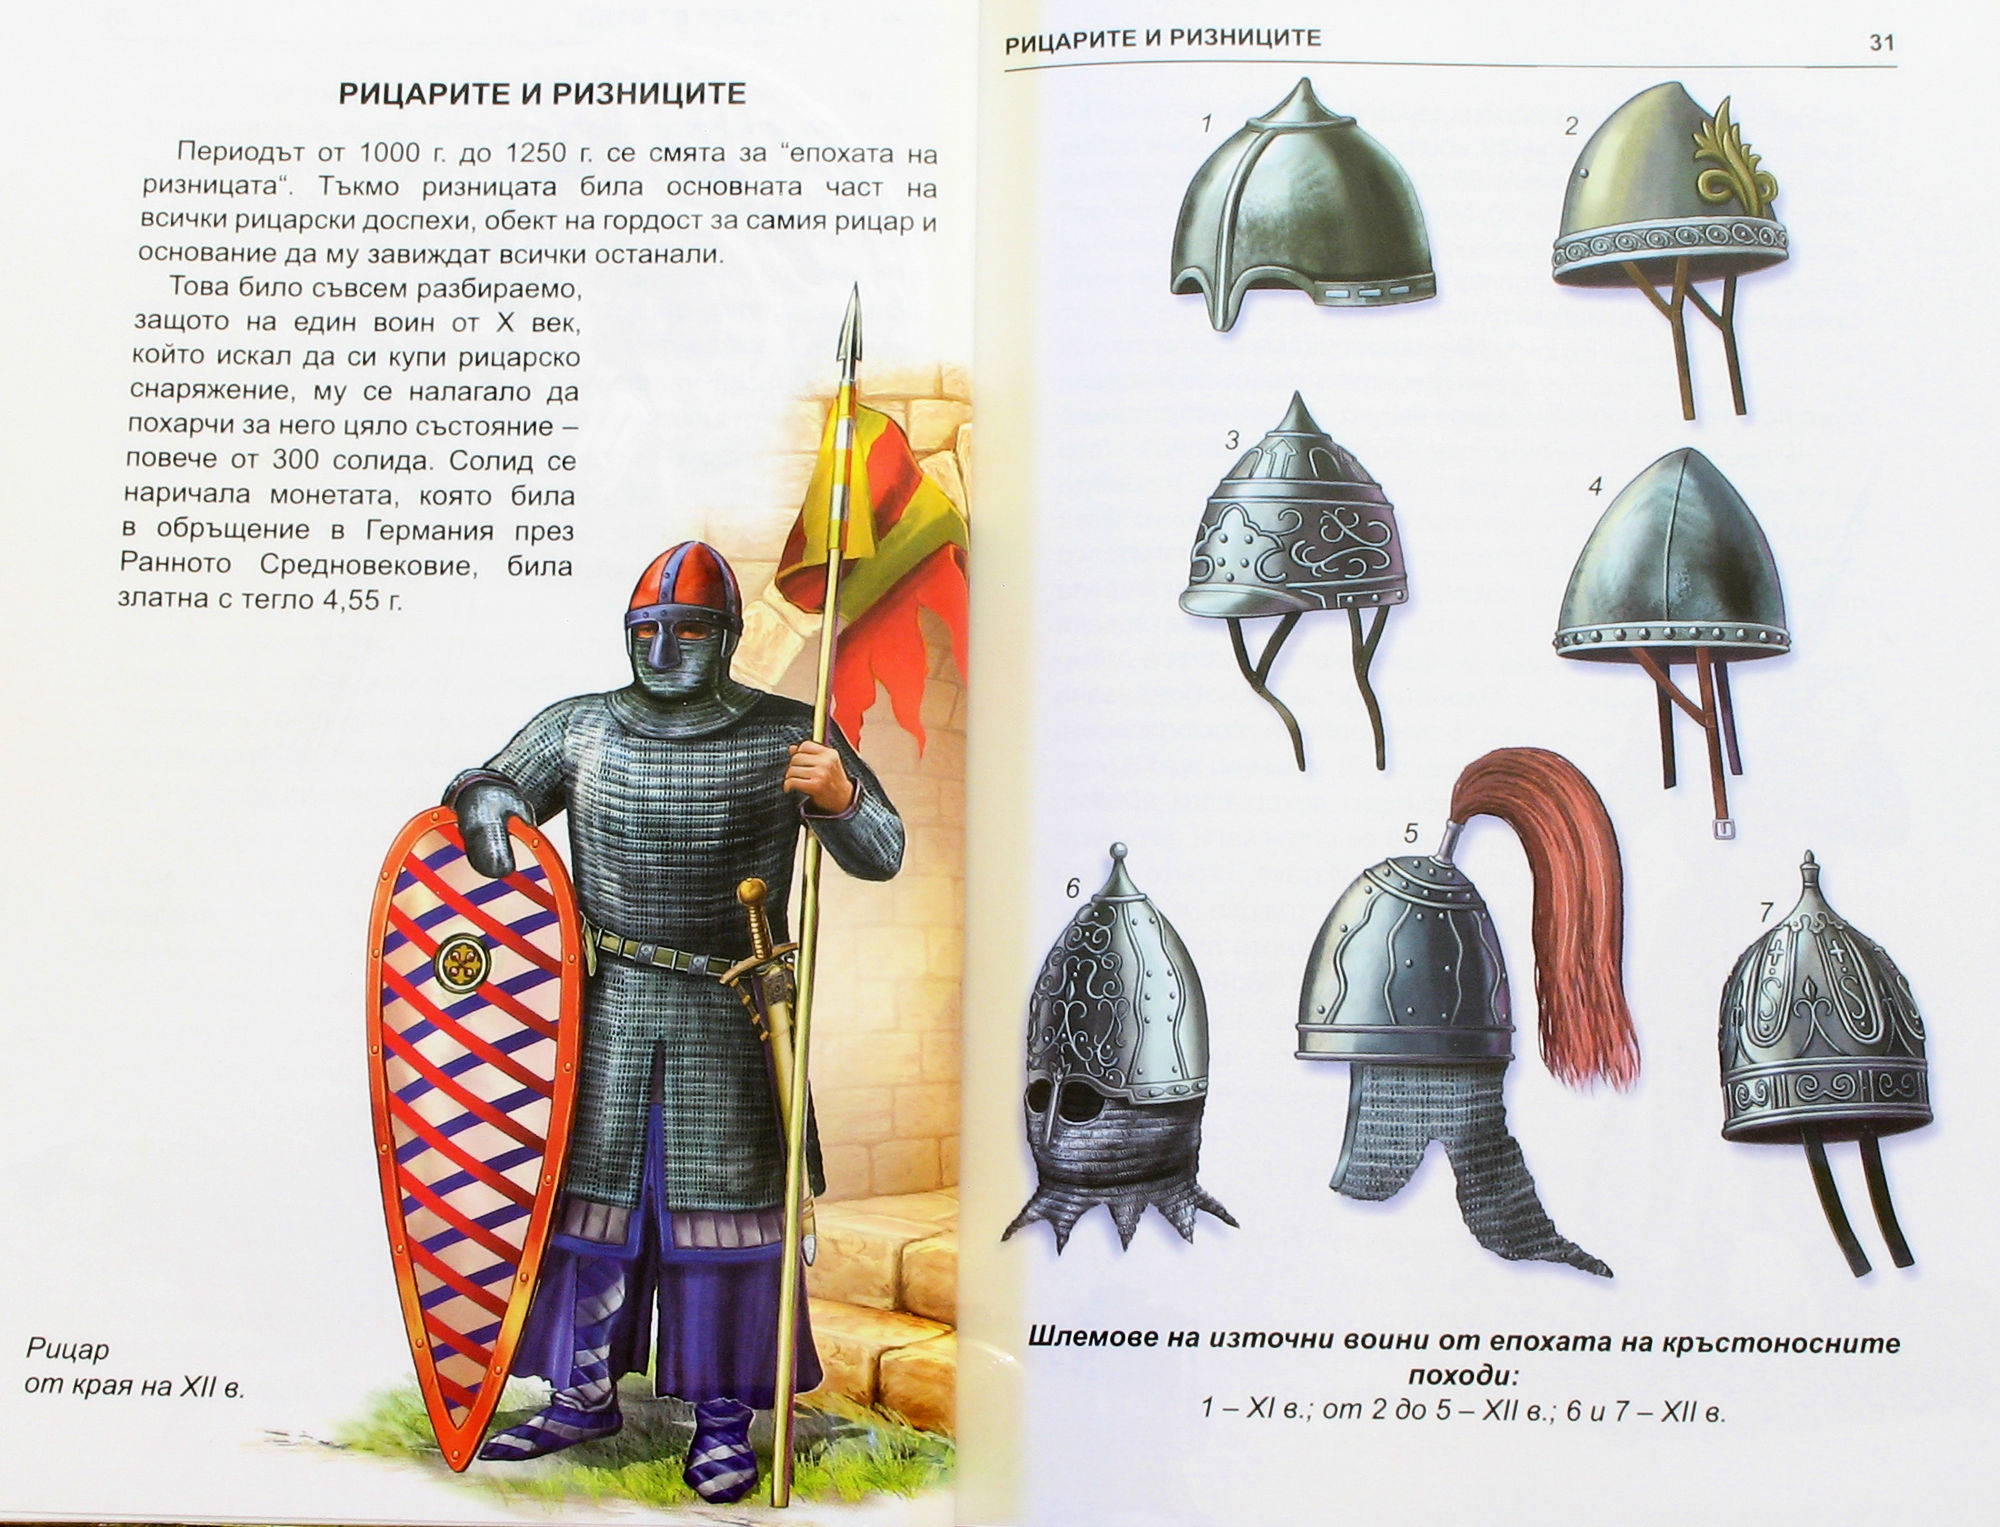 РИЦАРИТЕ И РИЗНИЦИТЕ
Периодът от 1000 г. до 1250 г. се смята за “епохата на
ризницата“. Тъкмо ризницата била основната част на
всички рицарски доспехи, обект на гордост за самия рицар и
основание да му завиждат всички останали.
Това било съвсем разбираемо,
защото на един воин от X век,
който искал да си купи рицарско
снаряжение, му се налагало да
похарчи за него цяло състояние –
повече от 300 солида. Солид се
наричала монетата, която била
в обръщение в Германия през
Ранното Средновековие, била
златна с тегло 4,55 г.
Рицар
от края на XII в.
РИЦАРИТЕ И РИЗНИЦИТЕ 31
1
2
3
4
5
6
7
Шлемове на източни воини от епохата на кръстоносните
походи:
1 – XI в.; от 2 до 5 – XII в.; 6 и 7 – XII в.